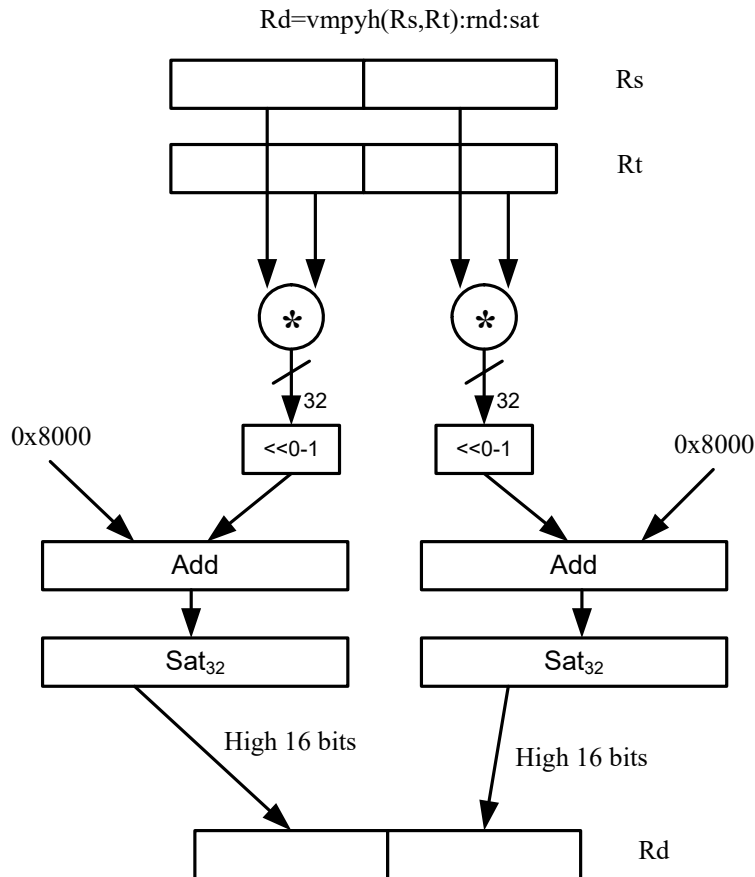 Rd=vmpyh(Rs,Rt):rnd:sat
Rs
Rt
* *
32 32
0x8000 <<0-1 <<0-1 0x8000
Add Add
Sat32 Sat32
High 16 bits High 16 bits
Rd